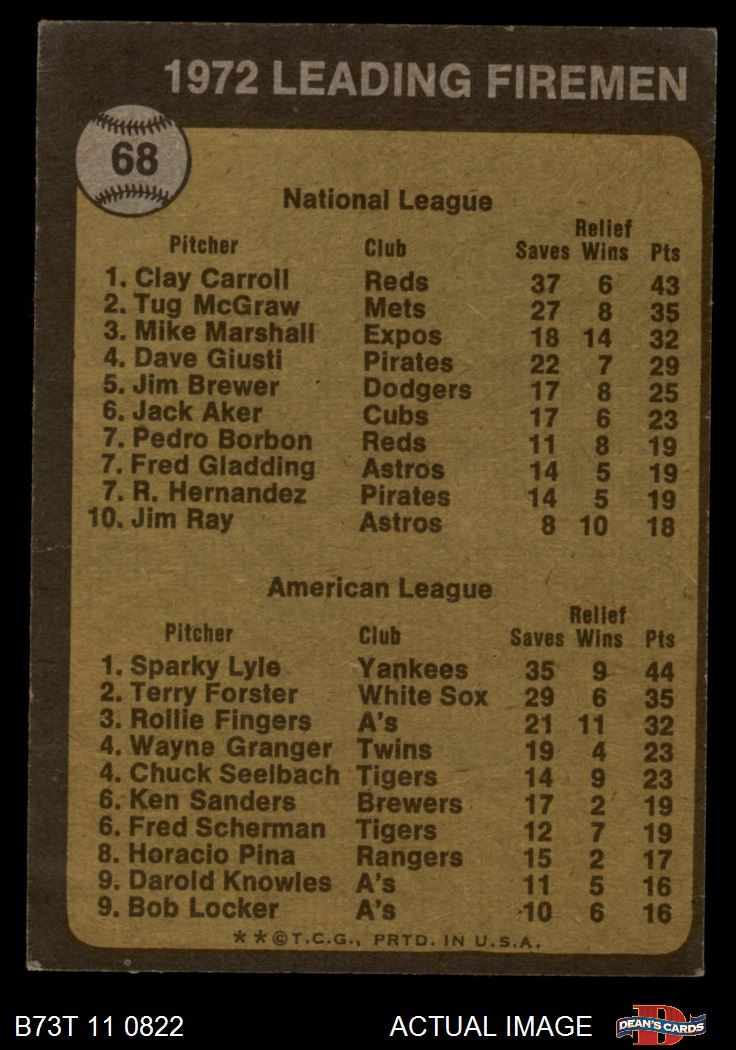 1972 LEADING FIREMEN
68
National League
Pitcher Club Saves Relief Wins Pts
1. Clay Carroll Reds 37 6 43
2. Tug McGraw Mets 27 8 35
3. Mike Marshall Expos 18 14 32
4. Dave Giusti Pirates 22 7 29
5. Jim Brewer Dodgers 17 8 25
6. Jack Aker Cubs 17 6 23
7. Pedro Borbon Reds 11 8 19
7. Fred Gladding Astros 14 5 19
7. R. Hernandez Pirates 14 5 19
10. Jim Ray Astros 8 10 18
American League
Pitcher Club Saves Relief Wins Pts
1. Sparky Lyle Yankees 35 9 44
2. Terry Forster White Sox 29 6 35
3. Rollie Fingers A's 21 11 32
4. Wayne Granger Twins 19 4 23
4. Chuck Seelbach Tigers 14 9 23
6. Ken Sanders Brewers 17 2 19
6. Fred Scherman Tigers 12 7 19
8. Horacio Pina Rangers 15 2 17
9. Darold Knowles A's 11 5 16
9. Bob Locker A's 10 6 16
* * © T.C.G., PRTD. IN U.S.A.
B73T 11 0822 ACTUAL IMAGE D DEAN'S CARDS